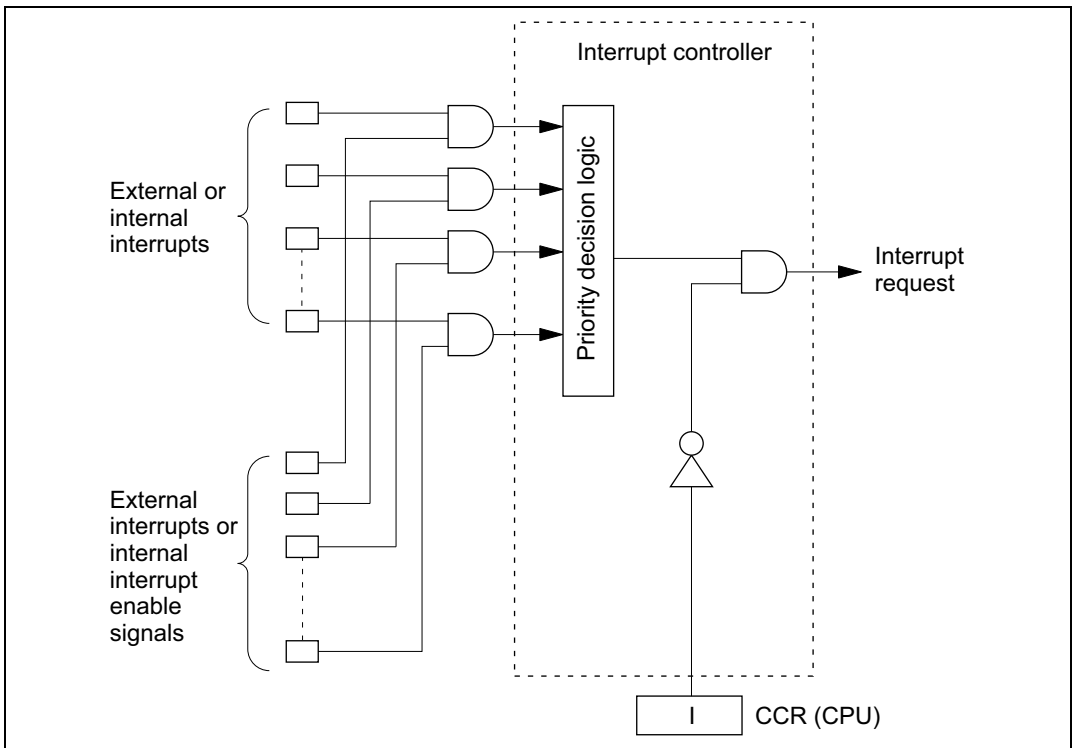 Interrupt controller
External or
internal
interrupts
Priority decision logic
Interrupt
request
External
interrupts or
internal
interrupt
enable
signals
I
CCR (CPU)